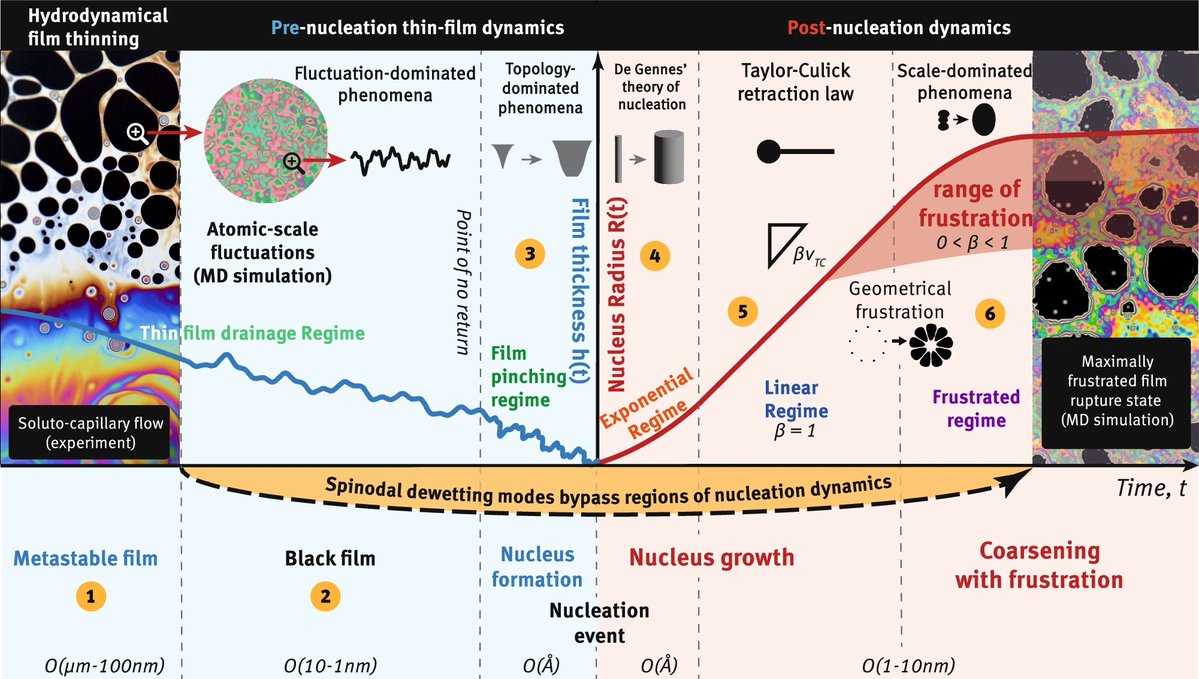 Hydrodynamical
film thinning
Pre-nucleation thin-film dynamics
Post-nucleation dynamics
Fluctuation-dominated
phenomena
Topology-
dominated
phenomena
De Gennes’
theory of
nucleation
Taylor-Culick
retraction law
Scale-dominated
phenomena
Atomic-scale
fluctuations
(MD simulation)
Point of no return
3
Film thickness h(t)
Nucleus Radius R(t)
4
βv_TC
range of
frustration
0 < β < 1
Geometrical
frustration
5
6
Thin film drainage Regime
Film
pinching
regime
Exponential
Regime
Linear
Regime
β = 1
Frustrated
regime
Soluto-capillary flow
(experiment)
Maximally
frustrated film
rupture state
(MD simulation)
Spinodal dewetting modes bypass regions of nucleation dynamics
Time, t
Metastable film
1
Black film
2
Nucleus
formation
Nucleation
event
Nucleus growth
Coarsening
with frustration
O(μm-100nm)
O(10-1nm)
O(Å)
O(Å)
O(1-10nm)